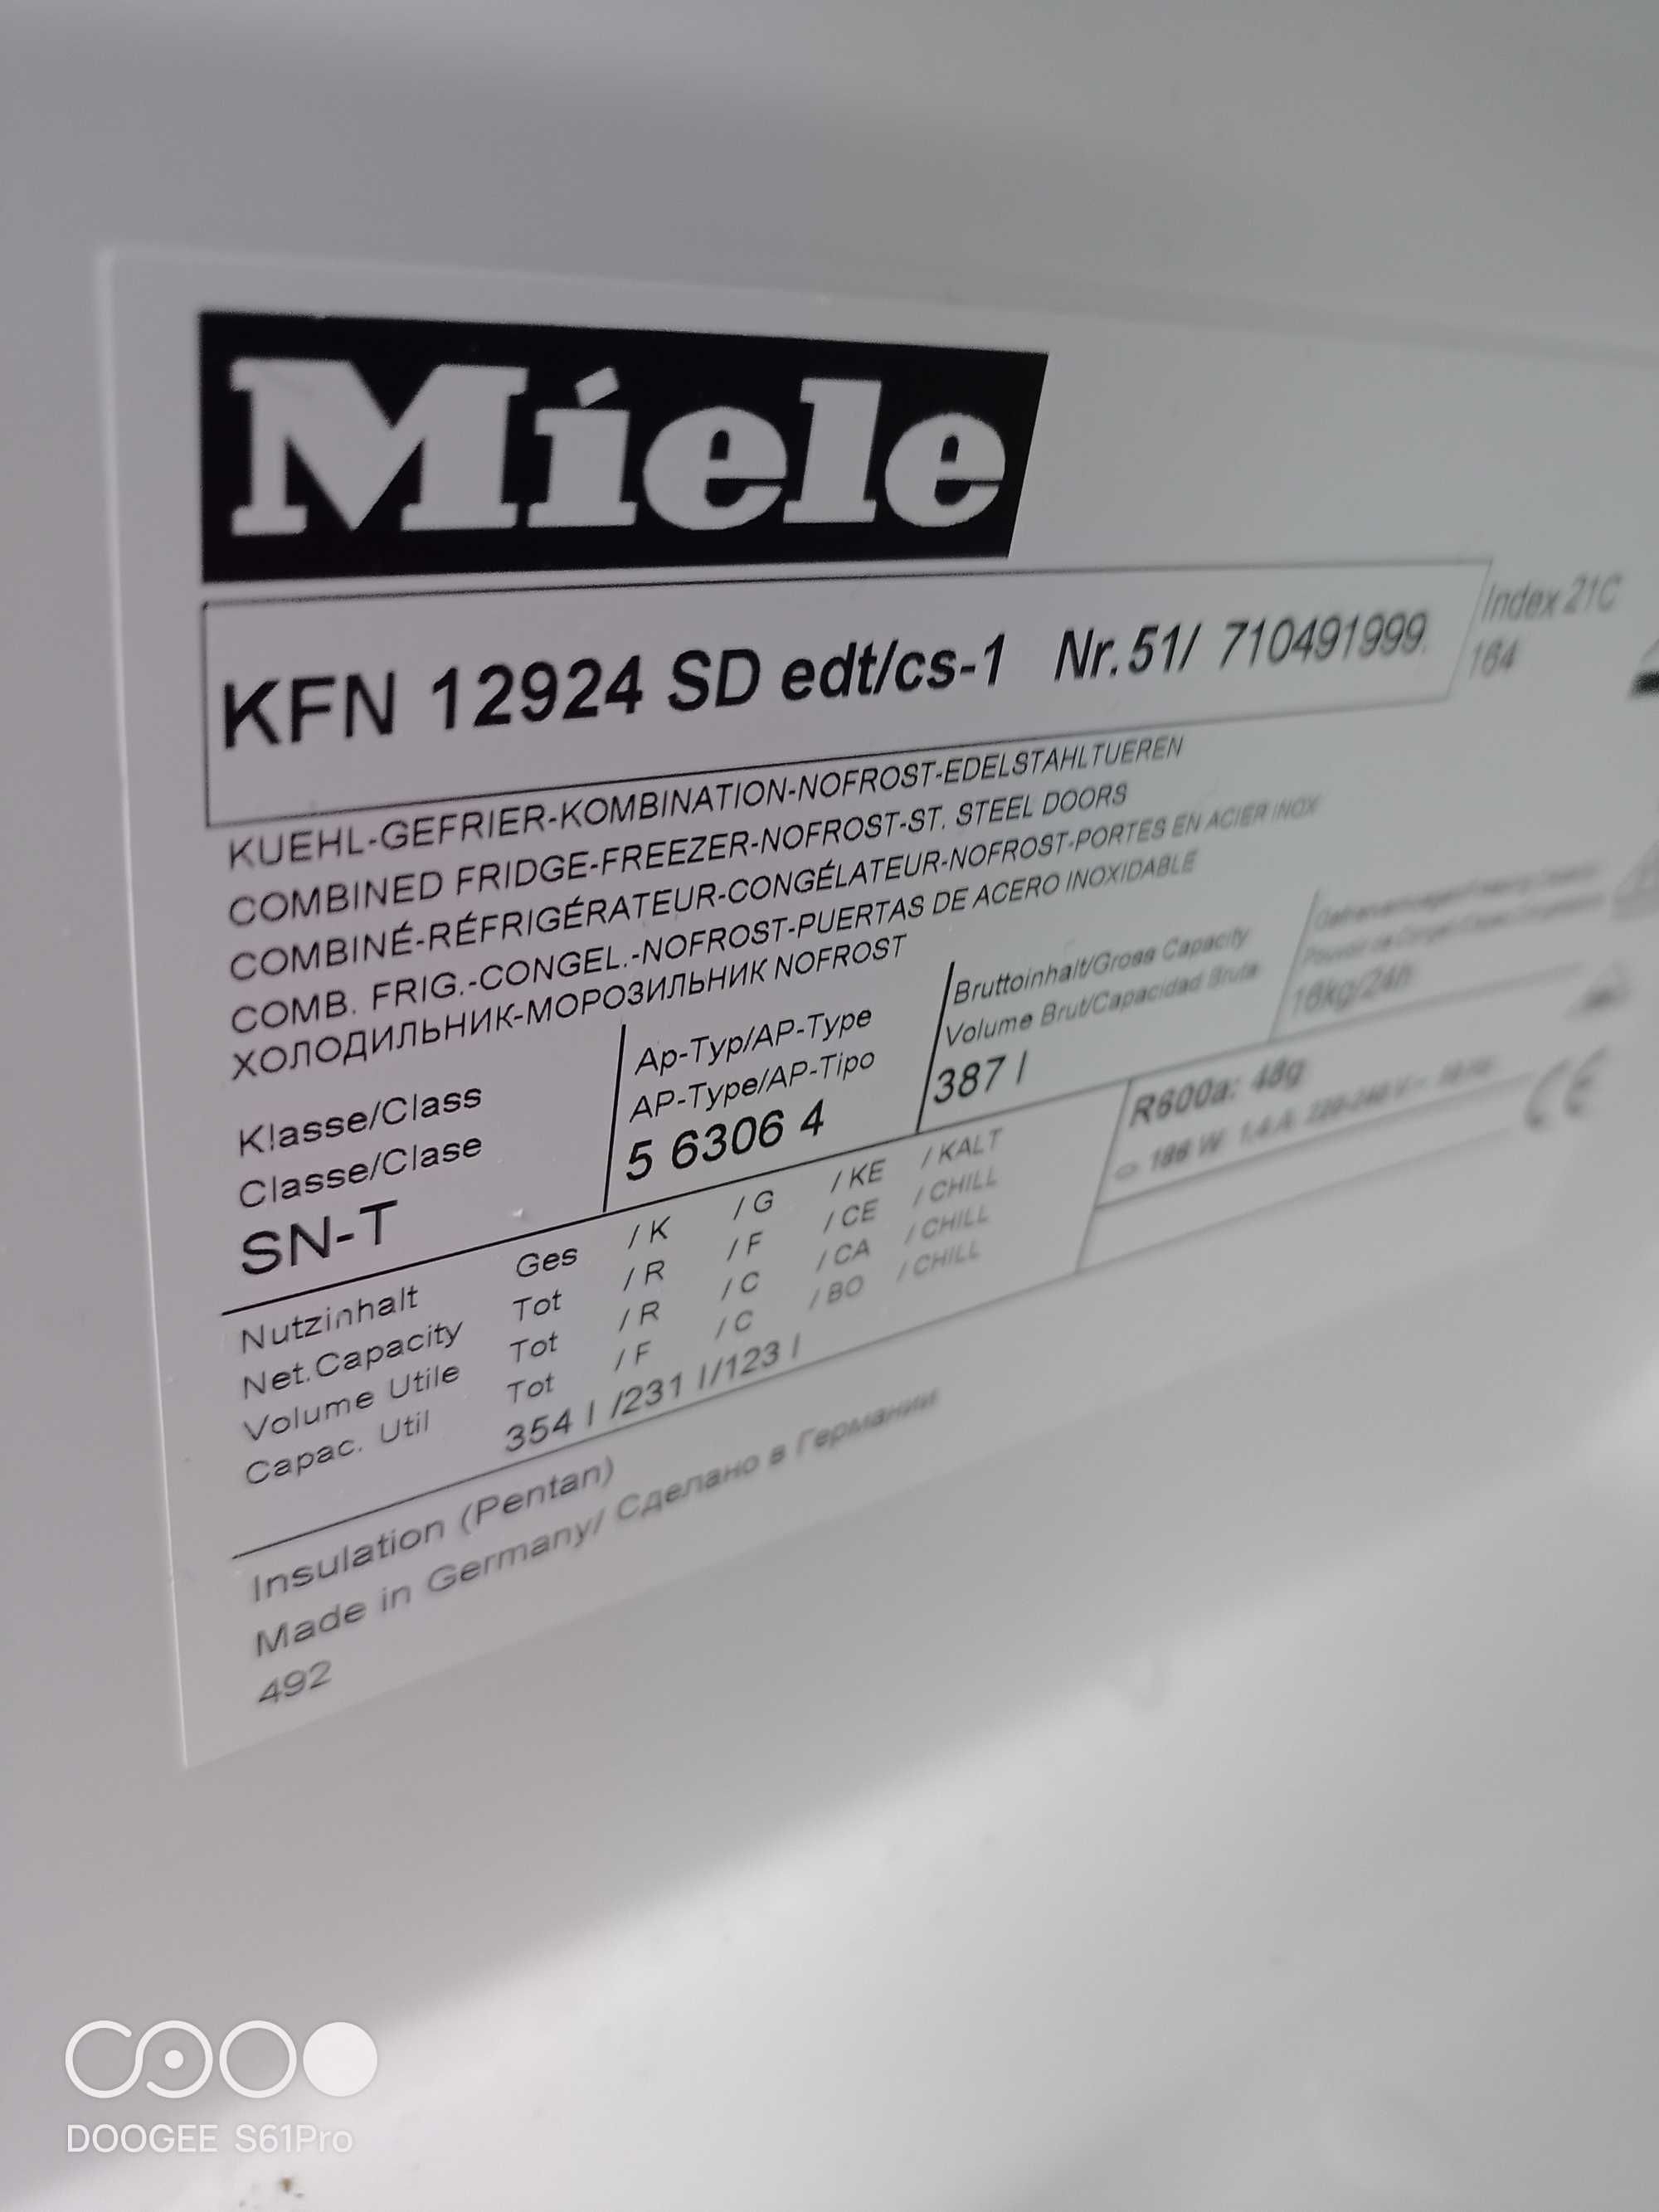 Miele
KFN 12924 SD edt/cs-1 Nr.51/ 710491999.
Index 21C
164
KUEHL-GEFRIER-KOMBINATION-NOFROST-EDELSTAHLTUEREN
COMBINED FRIDGE-FREEZER-NOFROST-ST. STEEL DOORS
COMBINÉ-RÉFRIGÉRATEUR-CONGÉLATEUR-NOFROST-PORTES EN ACIER INOX
COMB. FRIG.-CONGEL.-NOFROST-PUERTAS DE ACERO INOXIDABLE
ХОЛОДИЛЬНИК-МОРОЗИЛЬНИК NOFROST
Klasse/Class
Classe/Clase
SN-T
Ap-Typ/AP-Type
AP-Type/AP-Tipo
5 6306 4
Bruttoinhalt/Gross Capacity
Volume Brut/Capacidad Bruta
387 l
16kg/24h
Nutzinhalt Ges / K / G / KE / KALT
Net.Capacity Tot / R / F / CE / CHILL
Volume Utile Tot / R / C / CA / CHILL
Capac. Util Tot / F / C / BO / CHILL
354 l /231 l/123 l
R600a: 48g
CE
Insulation (Pentan)
Made in Germany/ Сделано в Германии
492
DOOGEE S61Pro